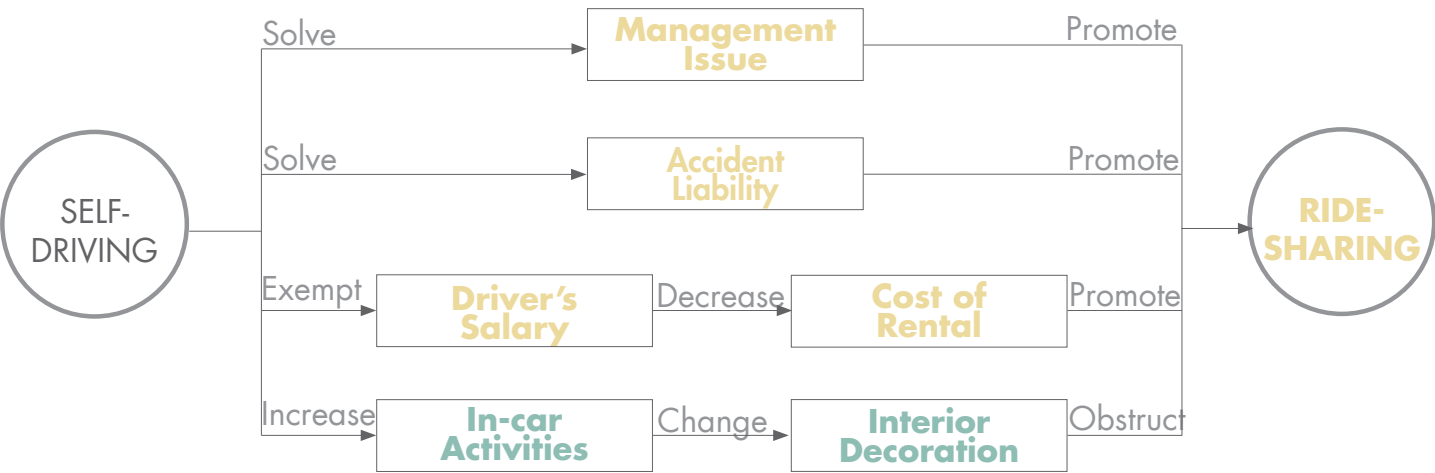 Solve
Management
Issue
Promote
Solve
Accident
Liability
Promote
SELF-
DRIVING
RIDE-
SHARING
Exempt
Driver's
Salary
Decrease
Cost of
Rental
Promote
Increase
In-car
Activities
Change
Interior
Decoration
Obstruct